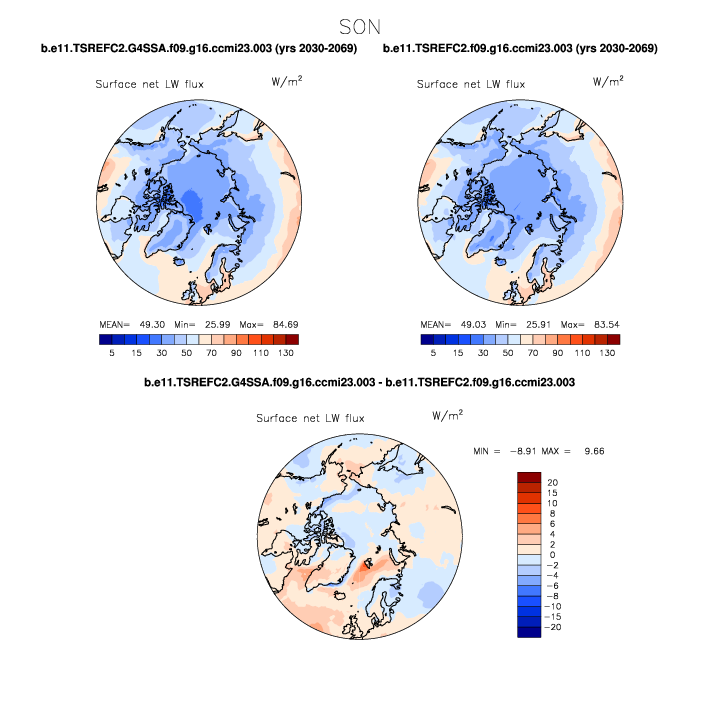 SON
b.e11.TSREFC2.G4SSA.f09.g16.ccmi23.003 (yrs 2030-2069) b.e11.TSREFC2.f09.g16.ccmi23.003 (yrs 2030-2069)
Surface net LW flux W/m² Surface net LW flux W/m²
MEAN= 49.30 Min= 25.99 Max= 84.69 MEAN= 49.03 Min= 25.91 Max= 83.54
5 15 30 50 70 90 110 130 5 15 30 50 70 90 110 130
b.e11.TSREFC2.G4SSA.f09.g16.ccmi23.003 - b.e11.TSREFC2.f09.g16.ccmi23.003
Surface net LW flux W/m²
MIN = -8.91 MAX = 9.66
20
15
10
8
6
4
2
0
-2
-4
-6
-8
-10
-15
-20